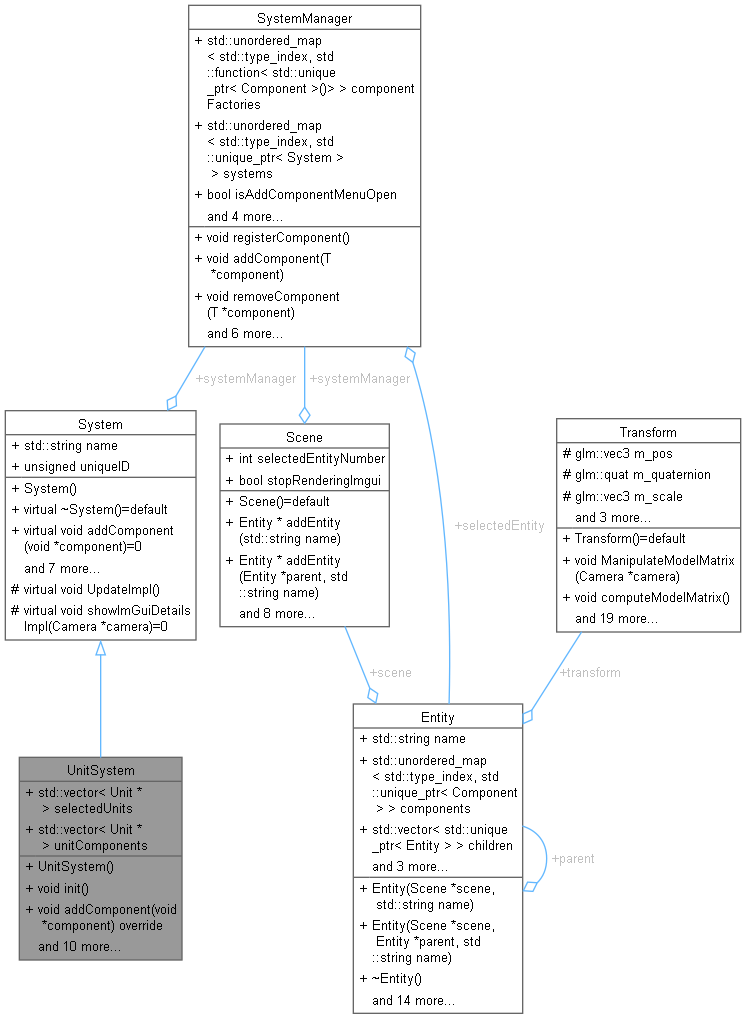 SystemManager
+ std::unordered_map
< std::type_index, std
::function< std::unique
_ptr< Component >()> > component
Factories
+ std::unordered_map
< std::type_index, std
::unique_ptr< System >
> systems
+ bool isAddComponentMenuOpen
and 4 more...
+ void registerComponent()
+ void addComponent(T
*component)
+ void removeComponent
(T *component)
and 6 more...
+systemManager
+systemManager
System
+ std::string name
+ unsigned uniqueID
+ System()
+ virtual ~System()=default
+ virtual void addComponent
(void *component)=0
and 7 more...
# virtual void UpdateImpl()
# virtual void showImGuiDetails
Impl(Camera *camera)=0
Scene
+ int selectedEntityNumber
+ bool stopRenderingImgui
+ Scene()=default
+ Entity * addEntity
(std::string name)
+ Entity * addEntity
(Entity *parent, std
::string name)
and 8 more...
+selectedEntity
Transform
# glm::vec3 m_pos
# glm::quat m_quaternion
# glm::vec3 m_scale
and 3 more...
+ Transform()=default
+ void ManipulateModelMatrix
(Camera *camera)
+ void computeModelMatrix()
and 19 more...
+scene
+transform
UnitSystem
+ std::vector< Unit *
> selectedUnits
+ std::vector< Unit *
> unitComponents
+ UnitSystem()
+ void init()
+ void addComponent(void
*component) override
and 10 more...
Entity
+ std::string name
+ std::unordered_map
< std::type_index, std
::unique_ptr< Component
> > components
+ std::vector< std::unique
_ptr< Entity > > children
and 3 more...
+ Entity(Scene *scene,
std::string name)
+ Entity(Scene *scene,
Entity *parent, std
::string name)
+ ~Entity()
and 14 more...
+parent